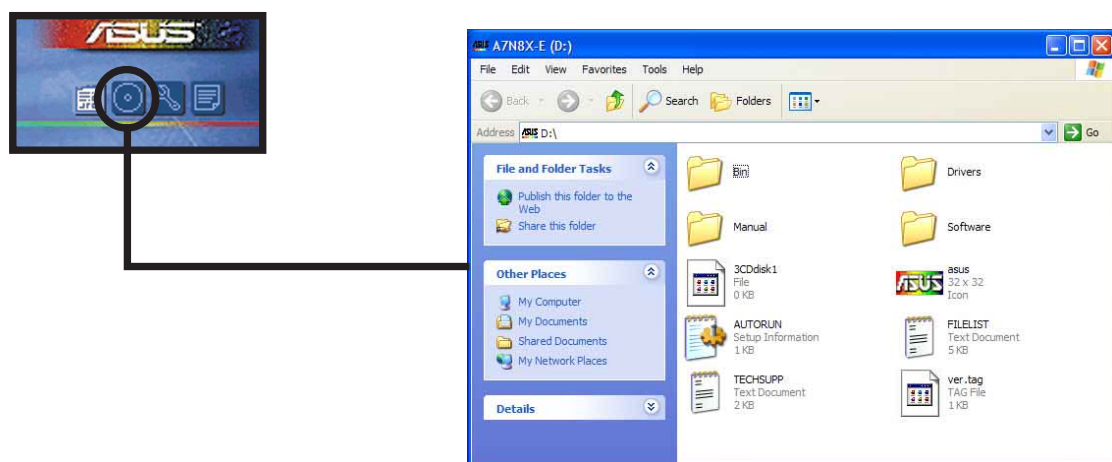 ASUS
ASUS A7N8X-E (D:)
File Edit View Favorites Tools Help
Back Search Folders
Address ASUS D:\ Go
File and Folder Tasks
Publish this folder to the
Web
Share this folder
Other Places
My Computer
My Documents
Shared Documents
My Network Places
Details
Bin
Drivers
Manual
Software
3CDdisk1
File
0 KB
ASUS
asus
32 x 32
Icon
AUTORUN
Setup Information
1 KB
FILELIST
Text Document
5 KB
TECHSUPP
Text Document
2 KB
ver.tag
TAG File
1 KB